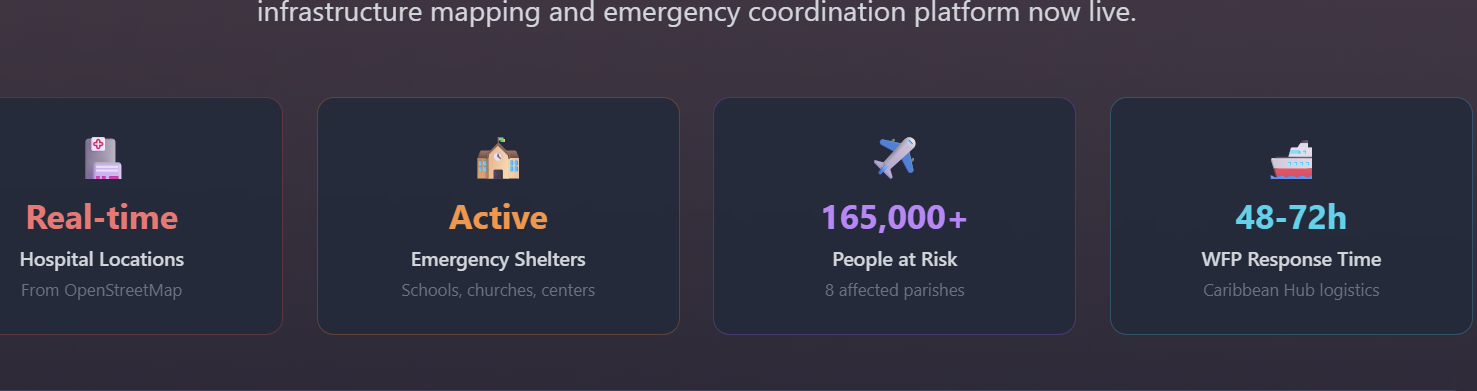 infrastructure mapping and emergency coordination platform now live.
Real-time
Hospital Locations
From OpenStreetMap
Active
Emergency Shelters
Schools, churches, centers
165,000+
People at Risk
8 affected parishes
48-72h
WFP Response Time
Caribbean Hub logistics